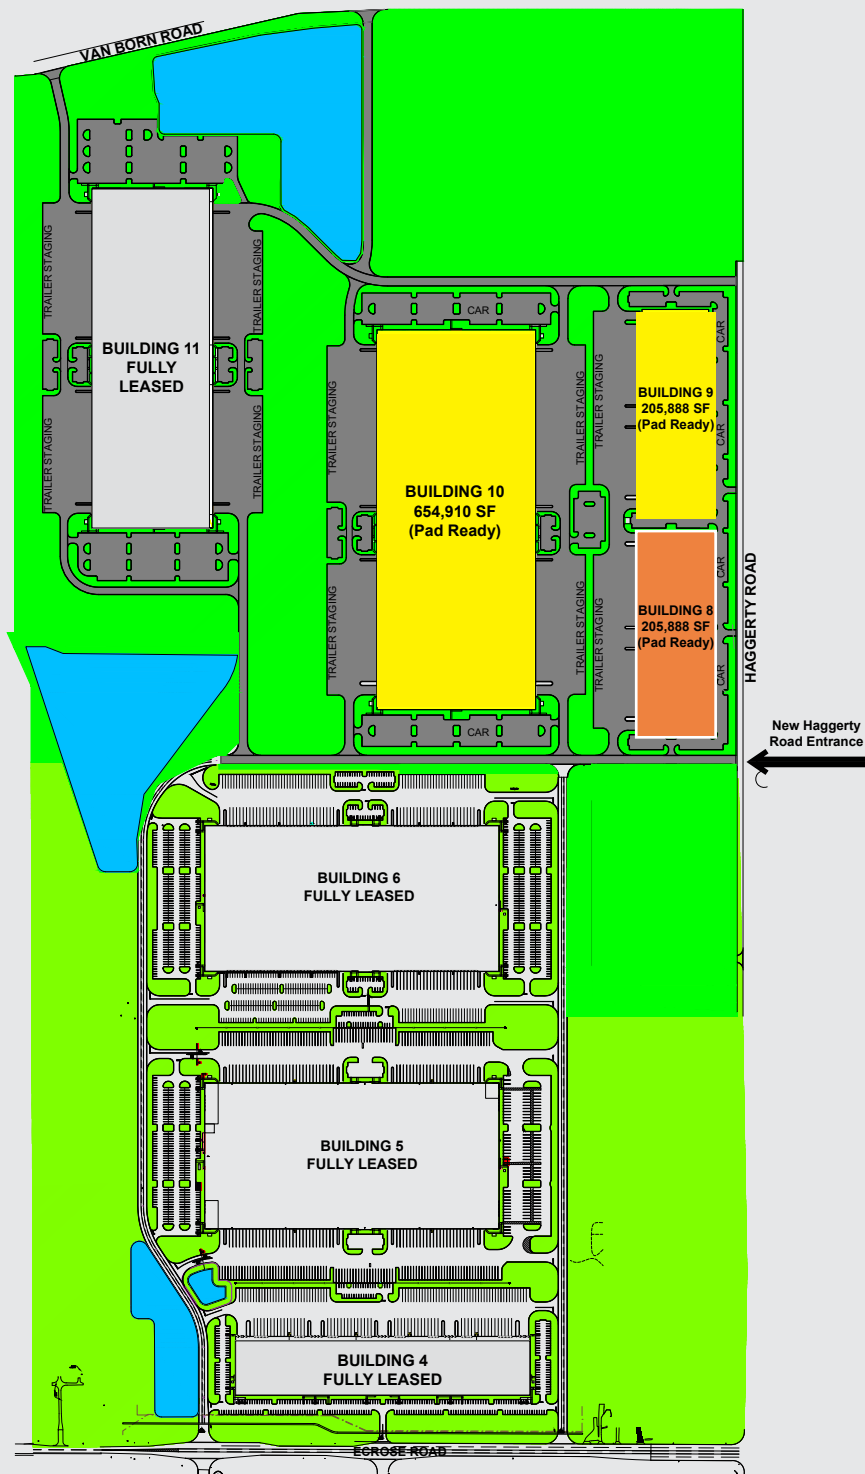 VAN BORN ROAD
TRAILER STAGING
TRAILER STAGING
BUILDING 11
FULLY
LEASED
TRAILER STAGING
TRAILER STAGING
CAR
TRAILER STAGING
TRAILER STAGING
BUILDING 10
654,910 SF
(Pad Ready)
TRAILER STAGING
TRAILER STAGING
CAR
TRAILER STAGING
CAR
BUILDING 9
205,888 SF
(Pad Ready)
CAR
TRAILER STAGING
CAR
BUILDING 8
205,888 SF
(Pad Ready)
CAR
HAGGERTY ROAD
New Haggerty
Road Entrance
BUILDING 6
FULLY LEASED
BUILDING 5
FULLY LEASED
BUILDING 4
FULLY LEASED
ECROSE ROAD